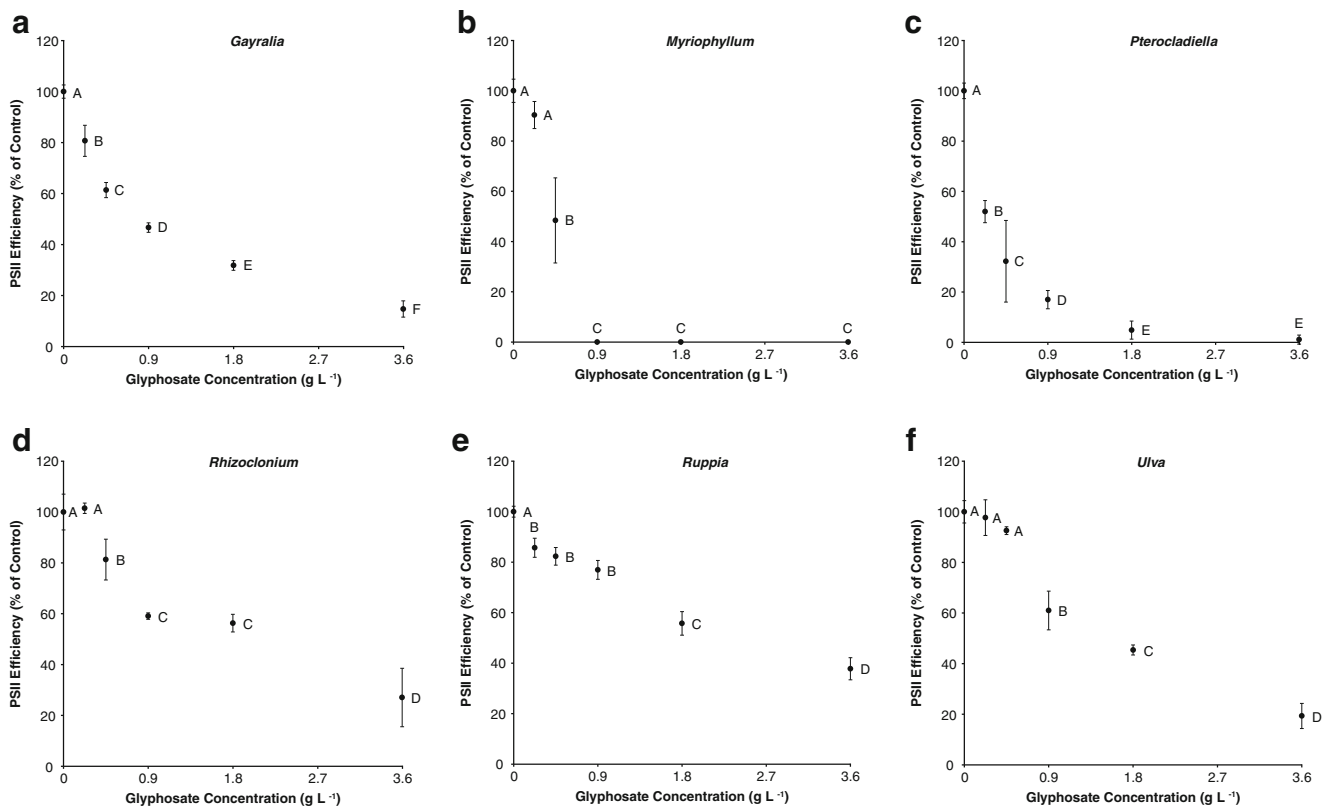 a
Gayralia
PSII Efficiency (% of Control)
120
100
80
60
40
20
0
A
B
C
D
E
F
0 0.9 1.8 2.7 3.6
Glyphosate Concentration (g L -1)
b
Myriophyllum
PSII Efficiency (% of Control)
120
100
80
60
40
20
0
A
A
B
C C C
0 0.9 1.8 2.7 3.6
Glyphosate Concentration (g L -1)
c
Pterocladiella
PSII Efficiency (% of Control)
120
100
80
60
40
20
0
A
B
C
D
E E
0 0.9 1.8 2.7 3.6
Glyphosate Concentration (g L -1)
d
Rhizoclonium
PSII Efficiency (% of Control)
120
100
80
60
40
20
0
A A
B
C C
D
0 0.9 1.8 2.7 3.6
Glyphosate Concentration (g L -1)
e
Ruppia
PSII Efficiency (% of Control)
120
100
80
60
40
20
0
A
B
B
B
C
D
0 0.9 1.8 2.7 3.6
Glyphosate Concentration (g L -1)
f
Ulva
PSII Efficiency (% of Control)
120
100
80
60
40
20
0
A
A
A
B
C
D
0 0.9 1.8 2.7 3.6
Glyphosate Concentration (g L -1)